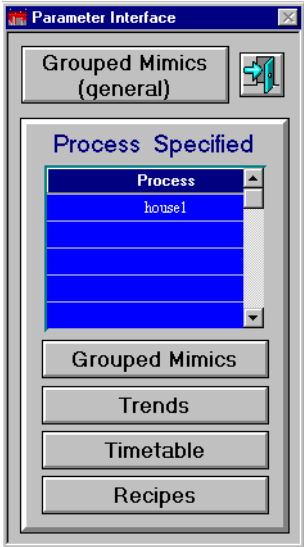 Parameter Interface
Grouped Mimics
(general)
Process Specified
Process
house1
Grouped Mimics
Trends
Timetable
Recipes